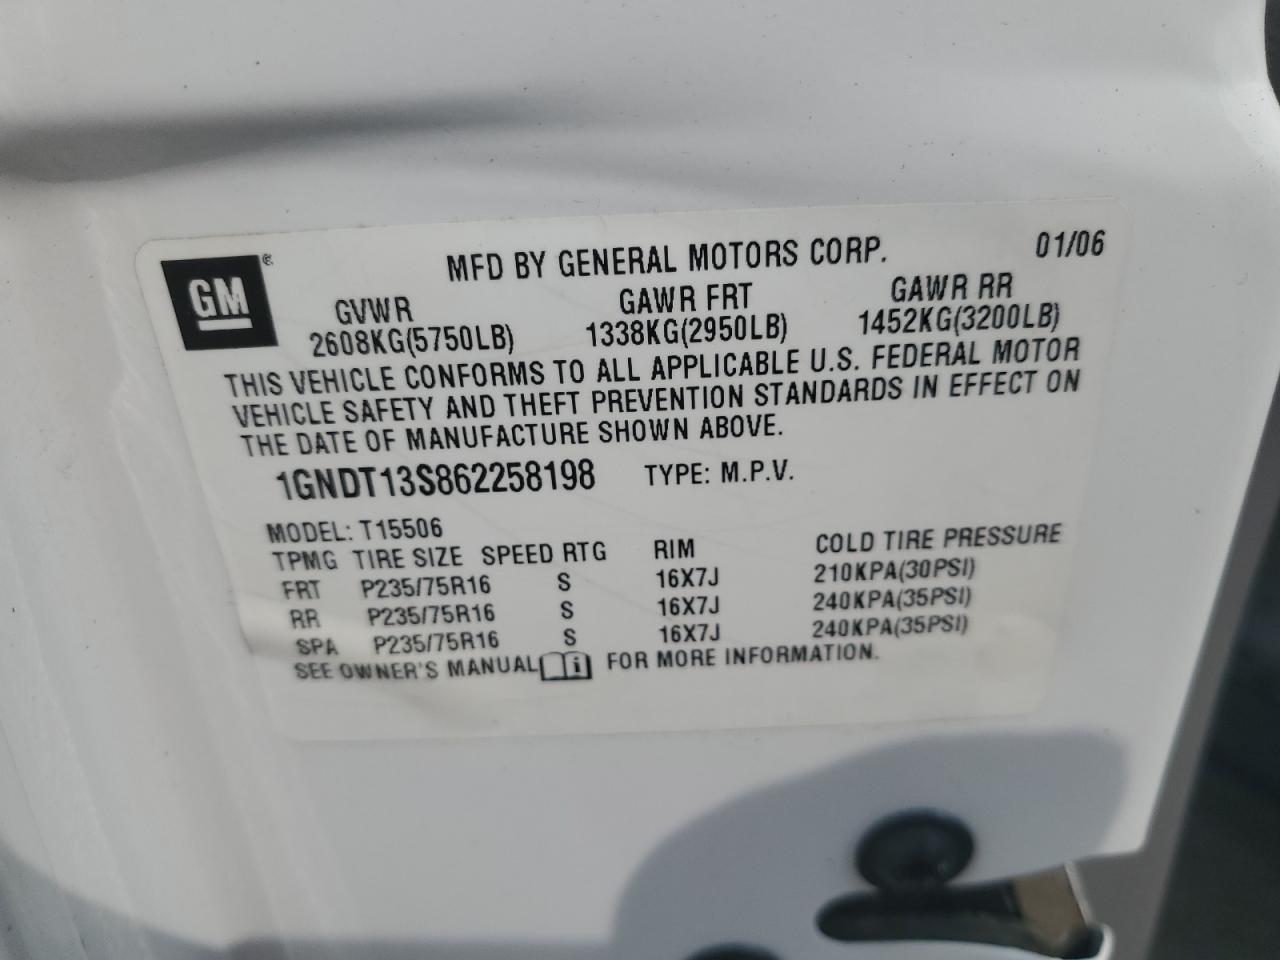 GM®
MFD BY GENERAL MOTORS CORP. 01/06
GVWR GAWR FRT GAWR RR
2608KG(5750LB) 1338KG(2950LB) 1452KG(3200LB)
THIS VEHICLE CONFORMS TO ALL APPLICABLE U.S. FEDERAL MOTOR
VEHICLE SAFETY AND THEFT PREVENTION STANDARDS IN EFFECT ON
THE DATE OF MANUFACTURE SHOWN ABOVE.
1GNDT13S862258198 TYPE: M.P.V.
MODEL: T15506
TPMG TIRE SIZE SPEED RTG RIM COLD TIRE PRESSURE
FRT P235/75R16 S 16X7J 210KPA(30PSI)
RR P235/75R16 S 16X7J 240KPA(35PSI)
SPA P235/75R16 S 16X7J 240KPA(35PSI)
SEE OWNER'S MANUAL i FOR MORE INFORMATION.